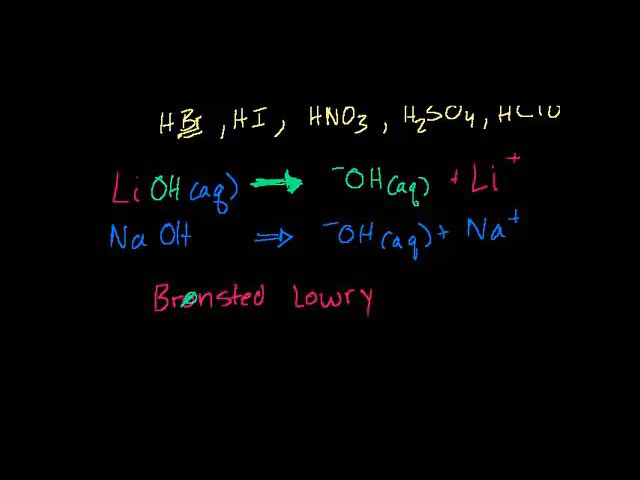 HBr, HI, HNO₃, H₂SO₄, HClO
LiOH(aq) → ⁻OH(aq) + Li⁺
NaOH ⇒ ⁻OH(aq) + Na⁺
Bronsted Lowry